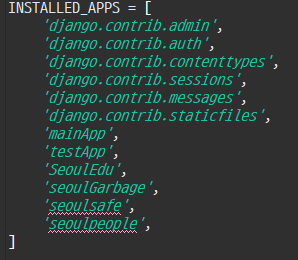 INSTALLED_APPS = [
    'django.contrib.admin',
    'django.contrib.auth',
    'django.contrib.contenttypes',
    'django.contrib.sessions',
    'django.contrib.messages',
    'django.contrib.staticfiles',
    'mainApp',
    'testApp',
    'SeoulEdu',
    'seoulGarbage',
    'seoulsafe',
    'seoulpeople',
]